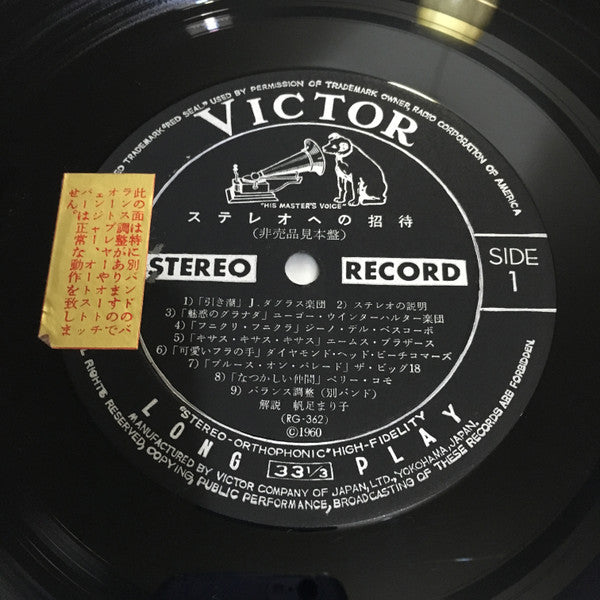 TRADEMARK "RED SEAL" USED BY PERMISSION OF TRADEMARK OWNER, RADIO CORPORATION OF AMERICA
VICTOR
"HIS MASTER'S VOICE"
ステレオへの招待
(非売品見本盤)
STEREO RECORD
SIDE
1
1)「引き潮」J.ダグラス楽団 2) ステレオの説明
3)「魅惑のグラナダ」ユーゴー・ウインターハルター楽団
4)「フニクリ・フニクラ」ジーノ・デル・ベスコーボ
5)「キサス・キサス・キサス」エームス・ブラザース
6)「可愛いフラの手」ダイヤモンド・ヘッド・ビーチコマーズ
7)「ブルース・オン・パレード」ザ・ビッグ18
8)「なつかしい仲間」ペリー・コモ
9) バランス調整 (別バンド)
解説 帆足まり子
(RG-362)
©1960
"STEREO-ORTHOPHONIC" HIGH-FIDELITY
LONG 33 1/3 PLAY
MANUFACTURED BY VICTOR COMPANY OF JAPAN, LTD., YOKOHAMA, JAPAN.
ALL RIGHTS RESERVED, COPYING, PUBLIC PERFORMANCE, BROADCASTING OF THESE RECORDS ARE FORBIDDEN.
此の面は特に別バンドのバ
ランス調整がありますので
オートプレヤーやオートチ
ェンジャー、オートストッ
パーは正常な動作を致しま
せん。